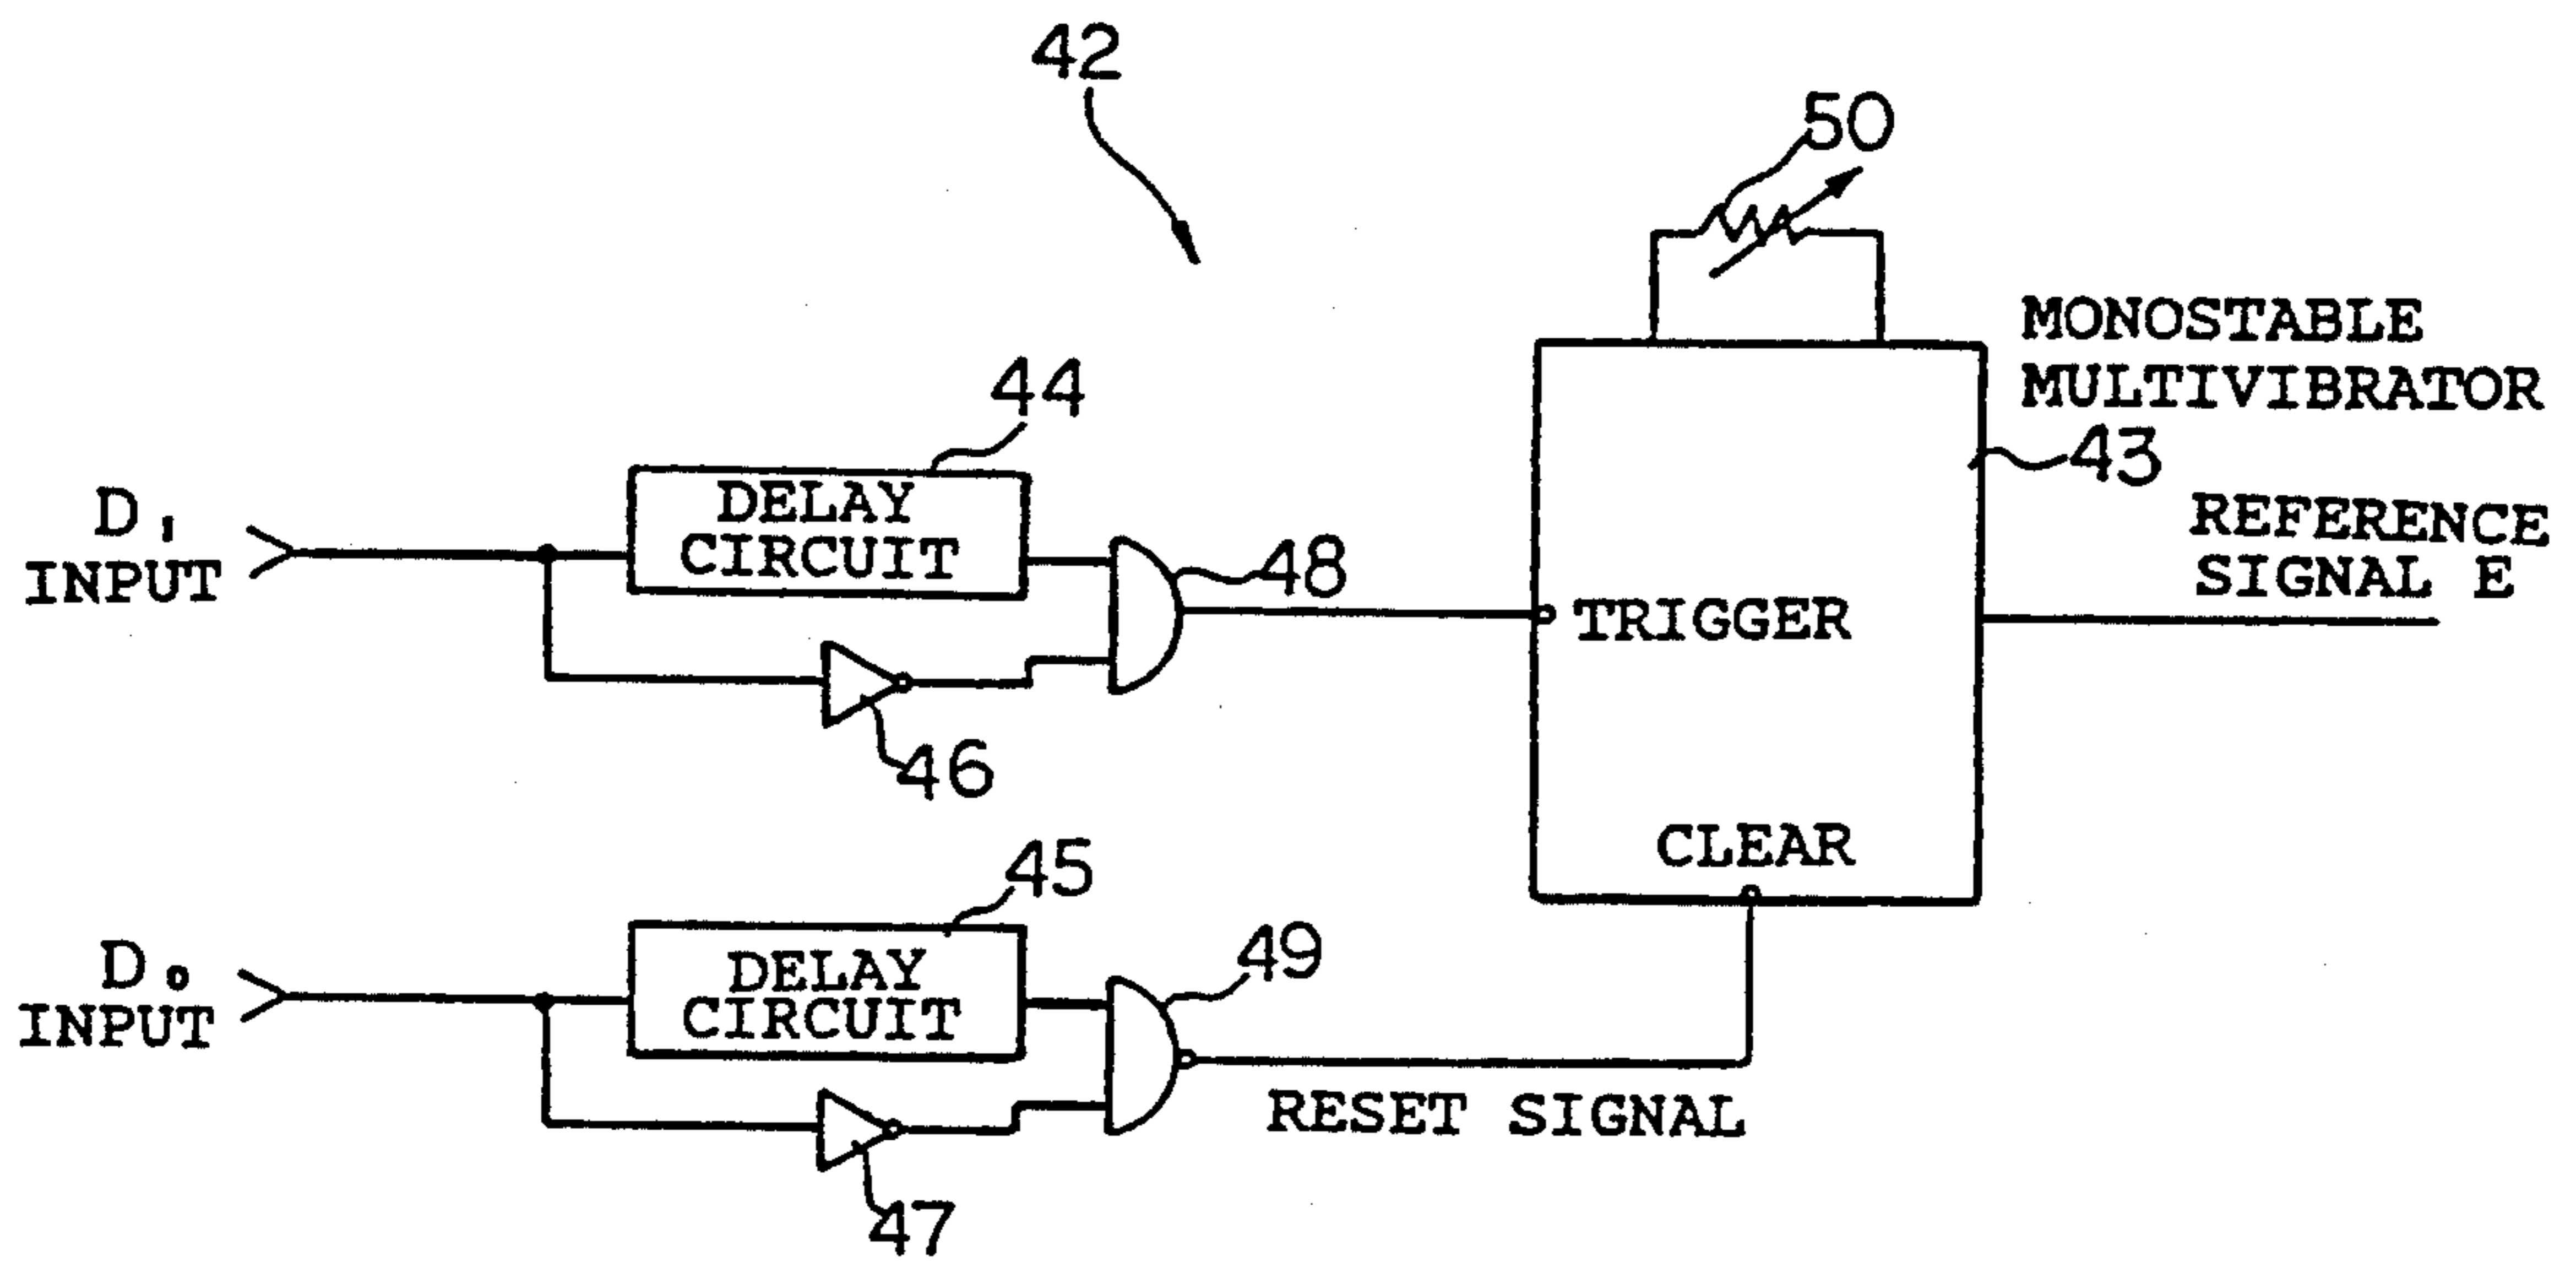 42
50
MONOSTABLE
MULTIVIBRATOR
43
44
DELAY
CIRCUIT
D₁
INPUT
48
REFERENCE
SIGNAL E
TRIGGER
46
CLEAR
45
DELAY
CIRCUIT
D₀
INPUT
49
RESET SIGNAL
47